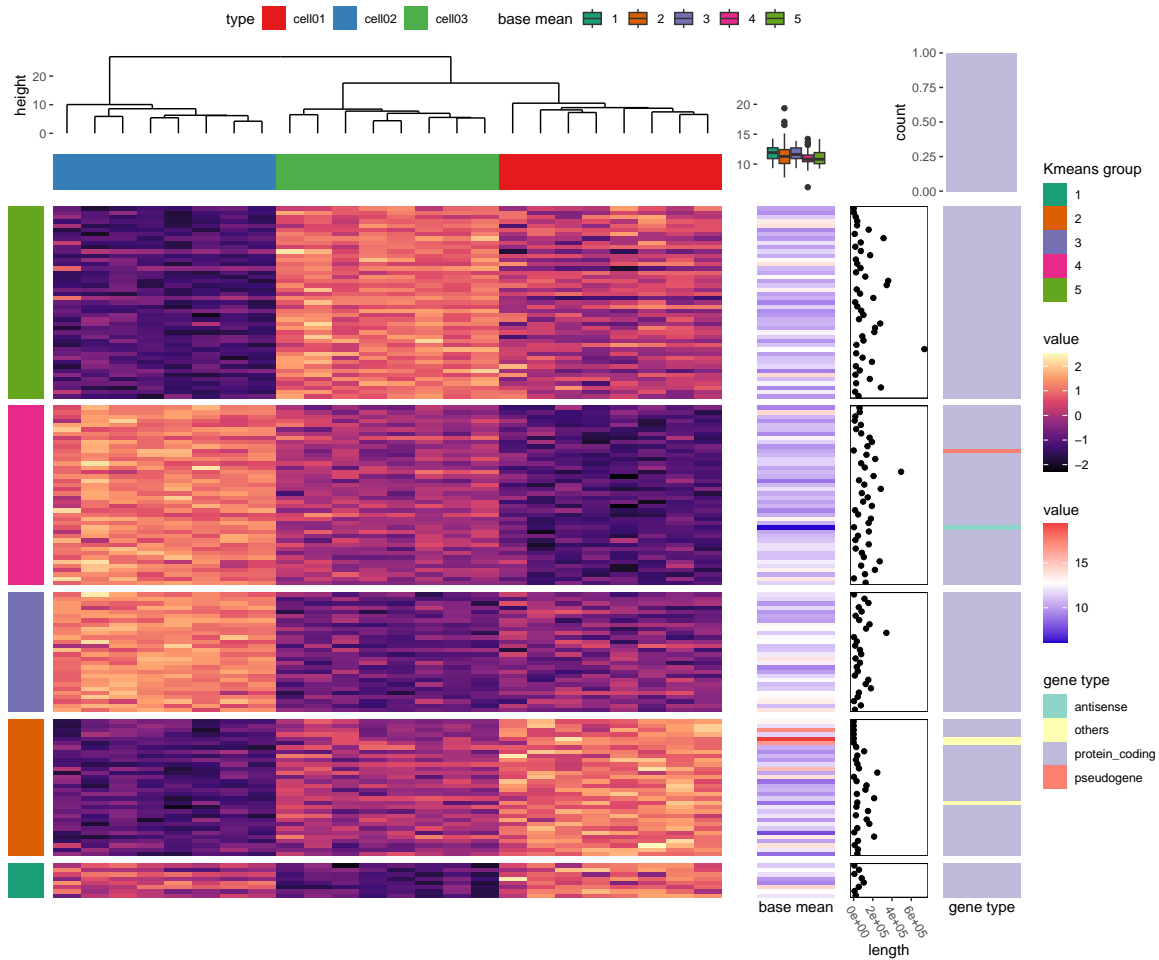 type cell01 cell02 cell03 base mean 1 2 3 4 5
height
20
10
0
20
15
10
count
1.00
0.75
0.50
0.25
0.00
Kmeans group
1
2
3
4
5
value
2
1
0
−1
−2
value
15
10
gene type
antisense
others
protein_coding
pseudogene
base mean
0e+00
2e+05
4e+05
6e+05
length
gene type